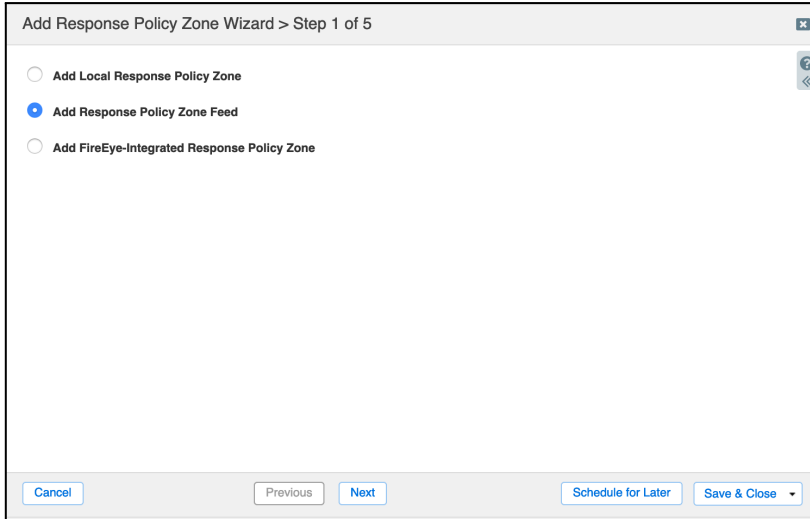 Add Response Policy Zone Wizard > Step 1 of 5
Add Local Response Policy Zone
Add Response Policy Zone Feed
Add FireEye-Integrated Response Policy Zone
Cancel Previous Next Schedule for Later Save & Close